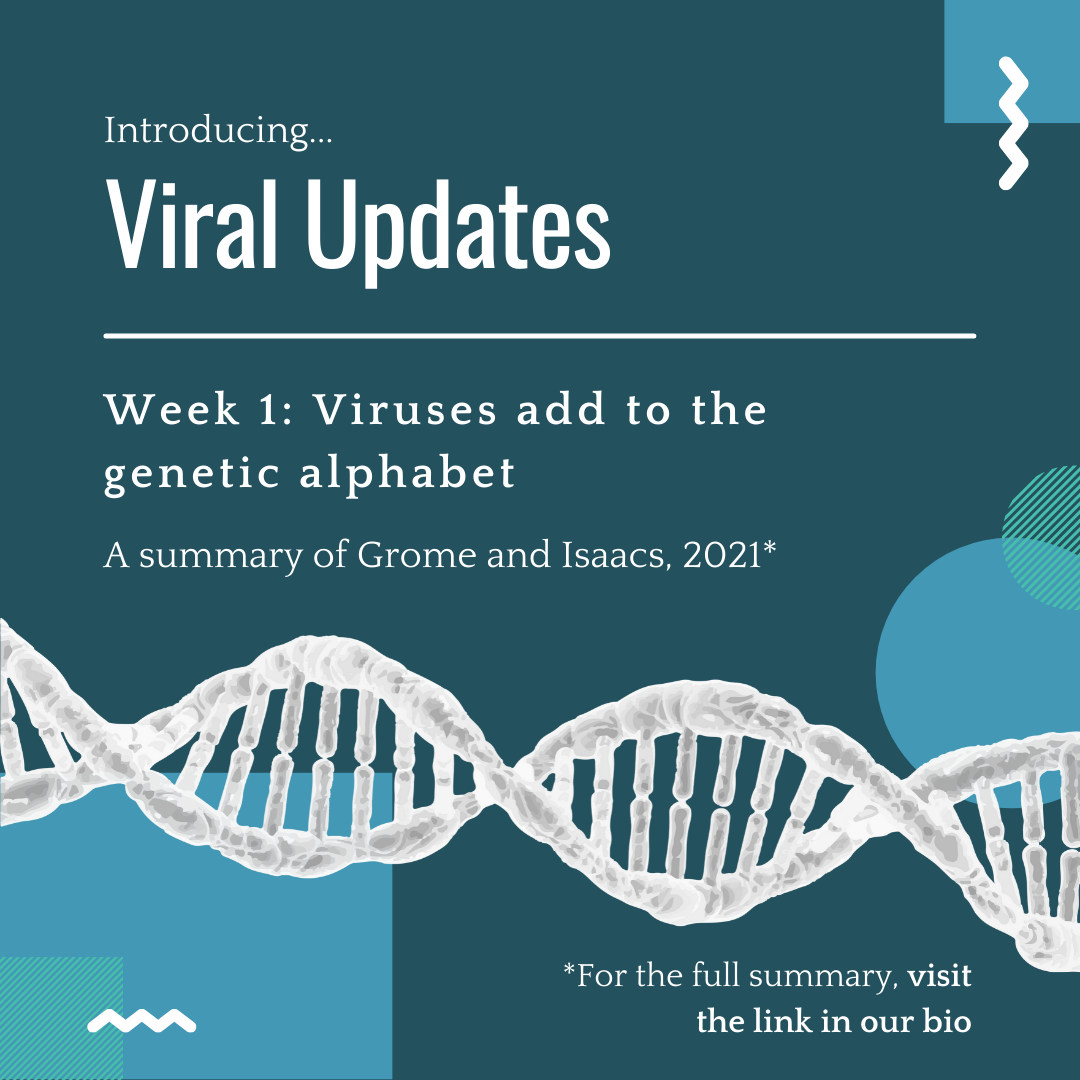 Introducing...
Viral Updates
Week 1: Viruses add to the
genetic alphabet
A summary of Grome and Isaacs, 2021*
*For the full summary, visit
the link in our bio